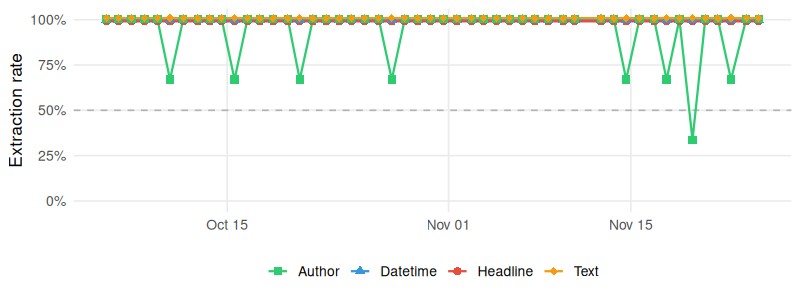 100%
75%
50%
25%
0%
Extraction rate
Oct 15 Nov 01 Nov 15
Author Datetime Headline Text